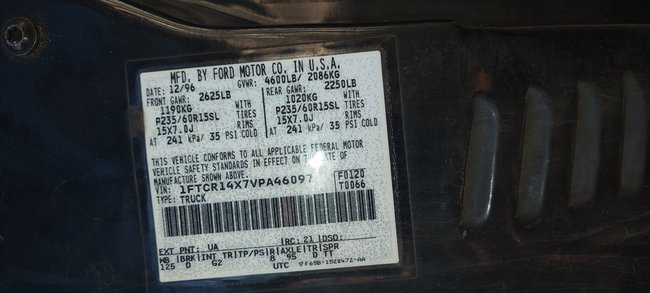 MFD. BY FORD MOTOR CO. IN U.S.A.
DATE: 12/96 GVWR: 4600LB/ 2086KG
FRONT GAWR: 2625LB REAR GAWR: 2250LB
1190KG WITH 1020KG WITH
P235/60R15SL TIRES P235/60R15SL TIRES
15X7.0J RIMS 15X7.0J RIMS
AT 241 kPa/ 35 PSI COLD AT 241 kPa/ 35 PSI COLD
THIS VEHICLE CONFORMS TO ALL APPLICABLE FEDERAL MOTOR
VEHICLE SAFETY STANDARDS IN EFFECT ON THE DATE OF
MANUFACTURE SHOWN ABOVE.
VIN: 1FTCR14X7VPA46097 F0120
TYPE: TRUCK T0066
EXT PNT: UA RC: 21 DSO:
WB BRK INT TR TP/PS R AXLE TR SPR
125 D G2 8 95 D TT
UTC